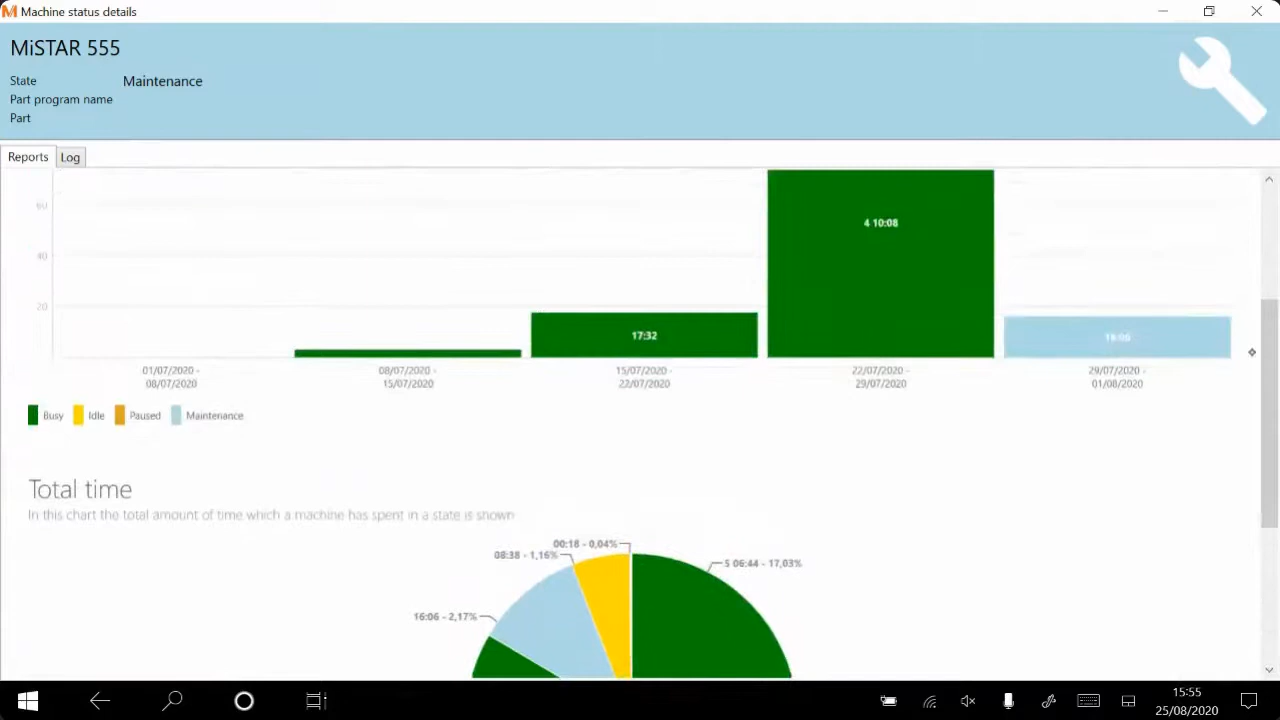 Machine status details
MiSTAR 555
State Maintenance
Part program name
Part
Reports Log
60
40
20
4 10:08
17:32
16:06
01/07/2020 - 08/07/2020
08/07/2020 - 15/07/2020
15/07/2020 - 22/07/2020
22/07/2020 - 29/07/2020
29/07/2020 - 01/08/2020
Busy Idle Paused Maintenance
Total time
In this chart the total amount of time which a machine has spent in a state is shown
00:18 - 0,04%
08:38 - 1,16%
5 06:44 - 17,03%
16:06 - 2,17%
15:55
25/08/2020